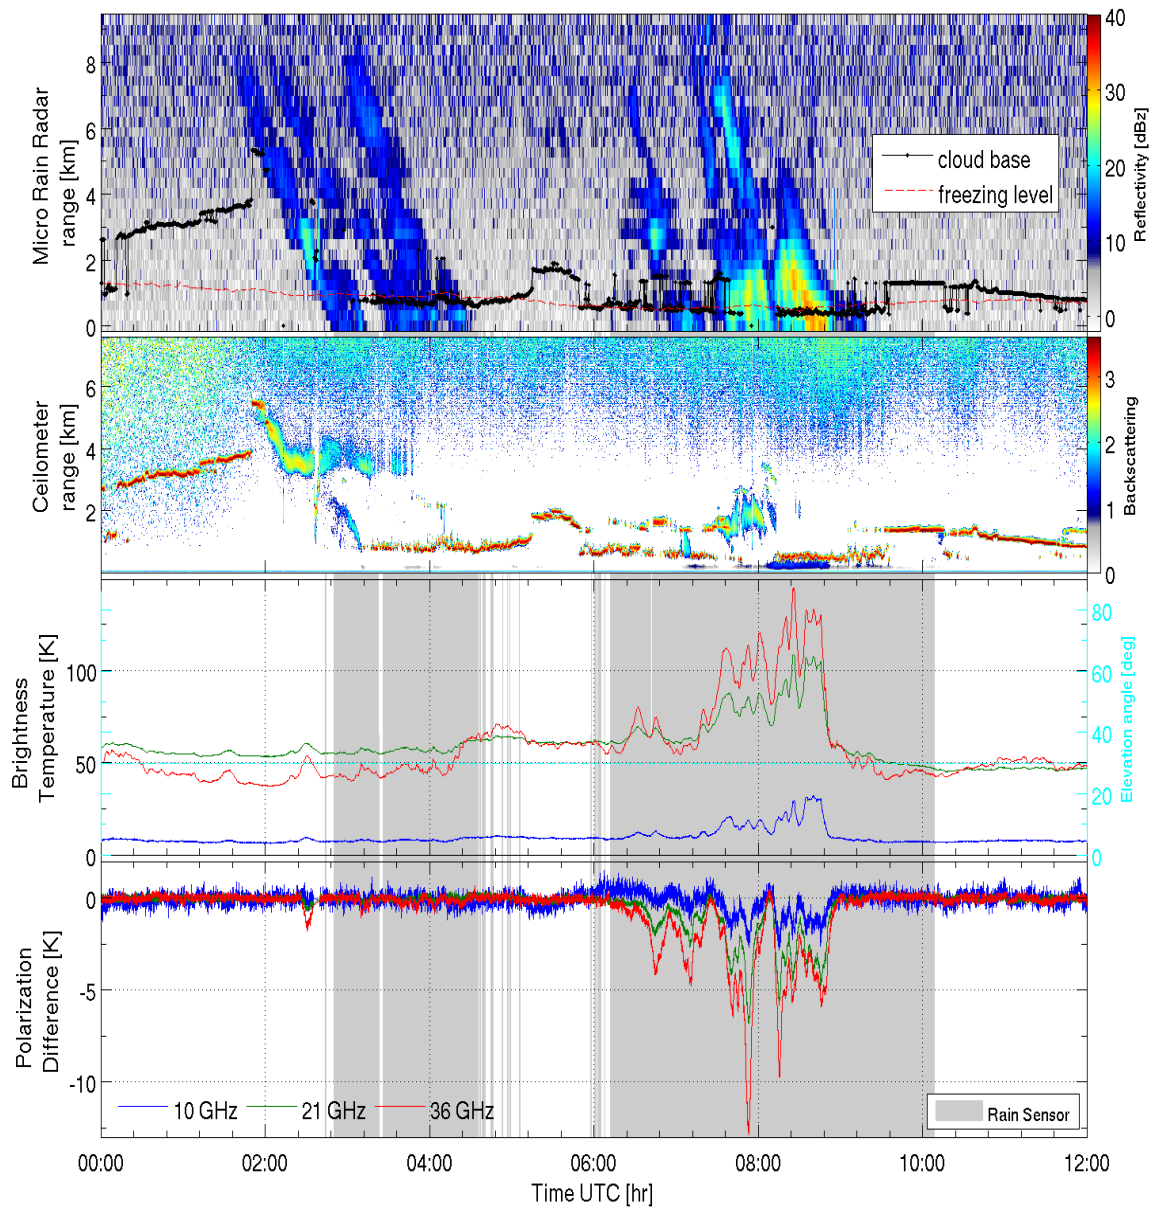 Micro Rain Radar
range [km]
8
6
4
2
0
cloud base
freezing level
40
30
20
10
0
Reflectivity [dBz]
Ceilometer
range [km]
6
4
2
3
2
1
0
Backscattering
Brightness
Temperature [K]
100
50
0
80
60
40
20
0
Elevation angle [deg]
Polarization
Difference [K]
0
-5
-10
10 GHz
21 GHz
36 GHz
Rain Sensor
00:00
02:00
04:00
06:00
08:00
10:00
12:00
Time UTC [hr]